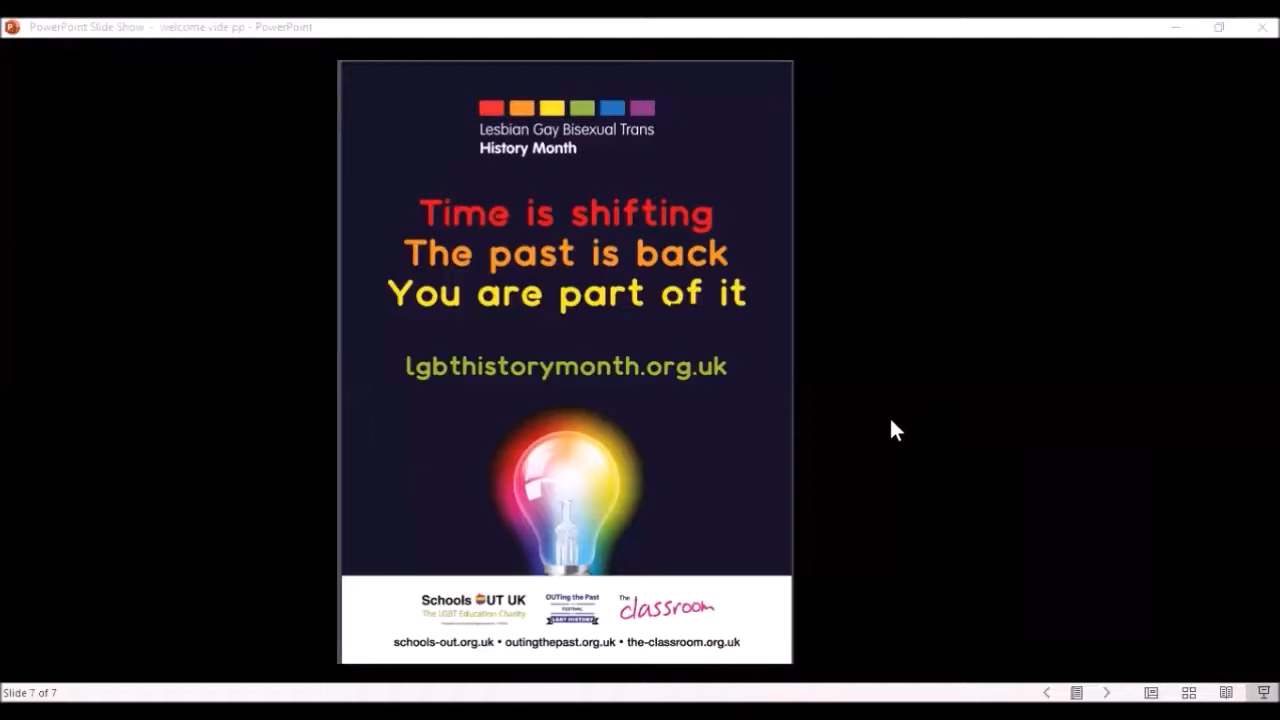 PowerPoint Slide Show - welcome vide pp - PowerPoint
Lesbian Gay Bisexual Trans
History Month
Time is shifting
The past is back
You are part of it
lgbthistorymonth.org.uk
Schools OUT UK
The LGBT Education Charity
OUTing the Past
FESTIVAL
LGBT HISTORY
The
classroom
schools-out.org.uk • outingthepast.org.uk • the-classroom.org.uk
Slide 7 of 7